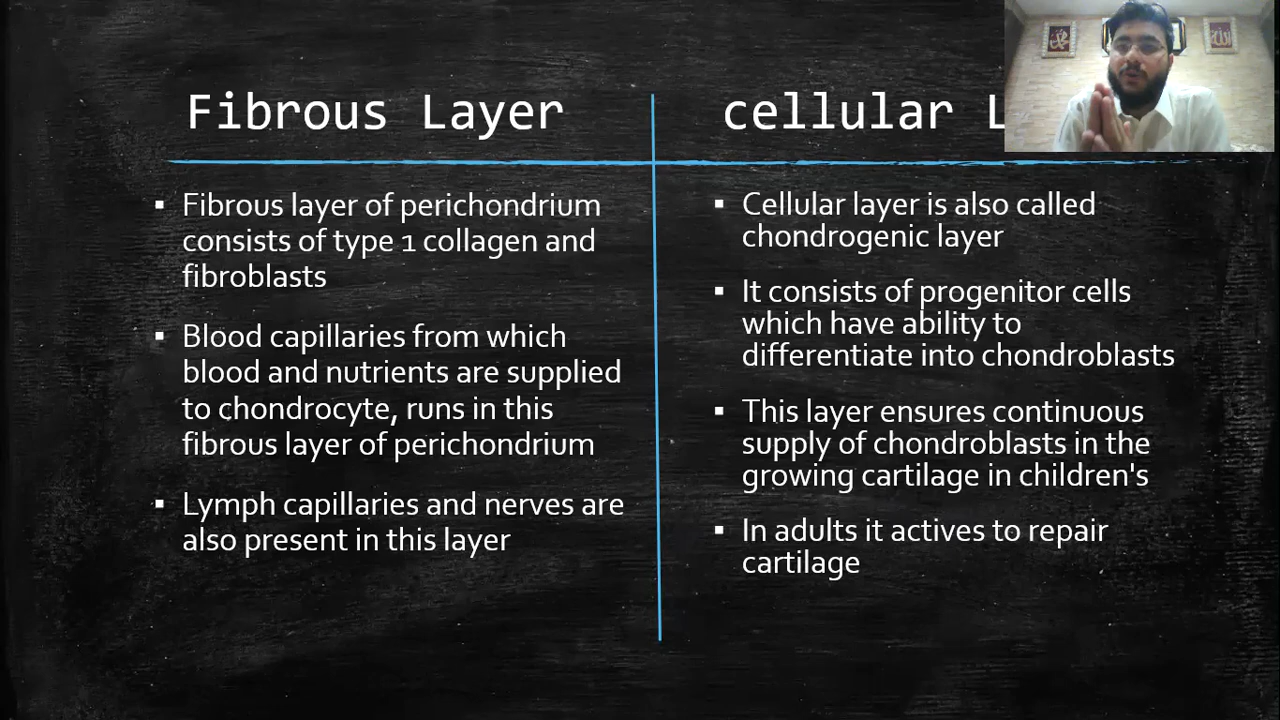 Fibrous Layer
▪ Fibrous layer of perichondrium
consists of type 1 collagen and
fibroblasts
▪ Blood capillaries from which
blood and nutrients are supplied
to chondrocyte, runs in this
fibrous layer of perichondrium
▪ Lymph capillaries and nerves are
also present in this layer
cellular L
▪ Cellular layer is also called
chondrogenic layer
▪ It consists of progenitor cells
which have ability to
differentiate into chondroblasts
▪ This layer ensures continuous
supply of chondroblasts in the
growing cartilage in children's
▪ In adults it actives to repair
cartilage